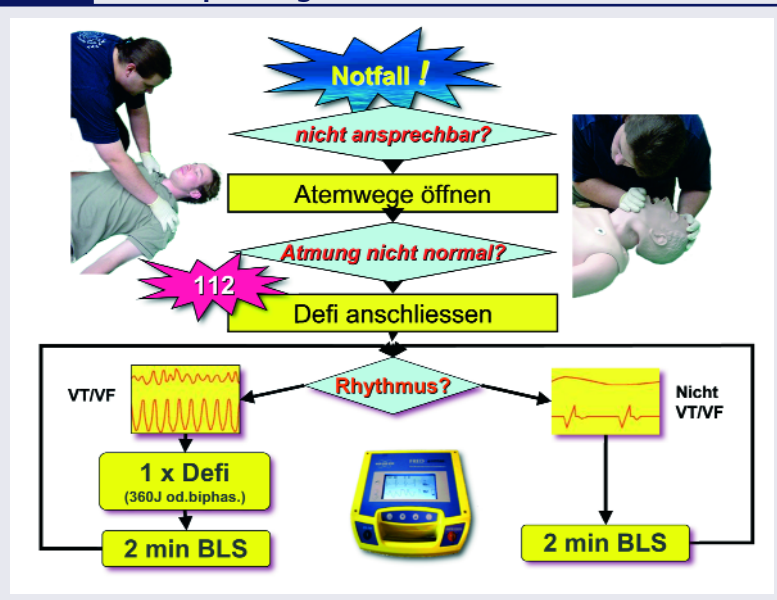 Notfall !
nicht ansprechbar?
Atemwege öffnen
Atmung nicht normal?
112
Defi anschliessen
Rhythmus?
VT/VF
Nicht
VT/VF
1 x Defi
(360J od.biphas.)
2 min BLS
2 min BLS